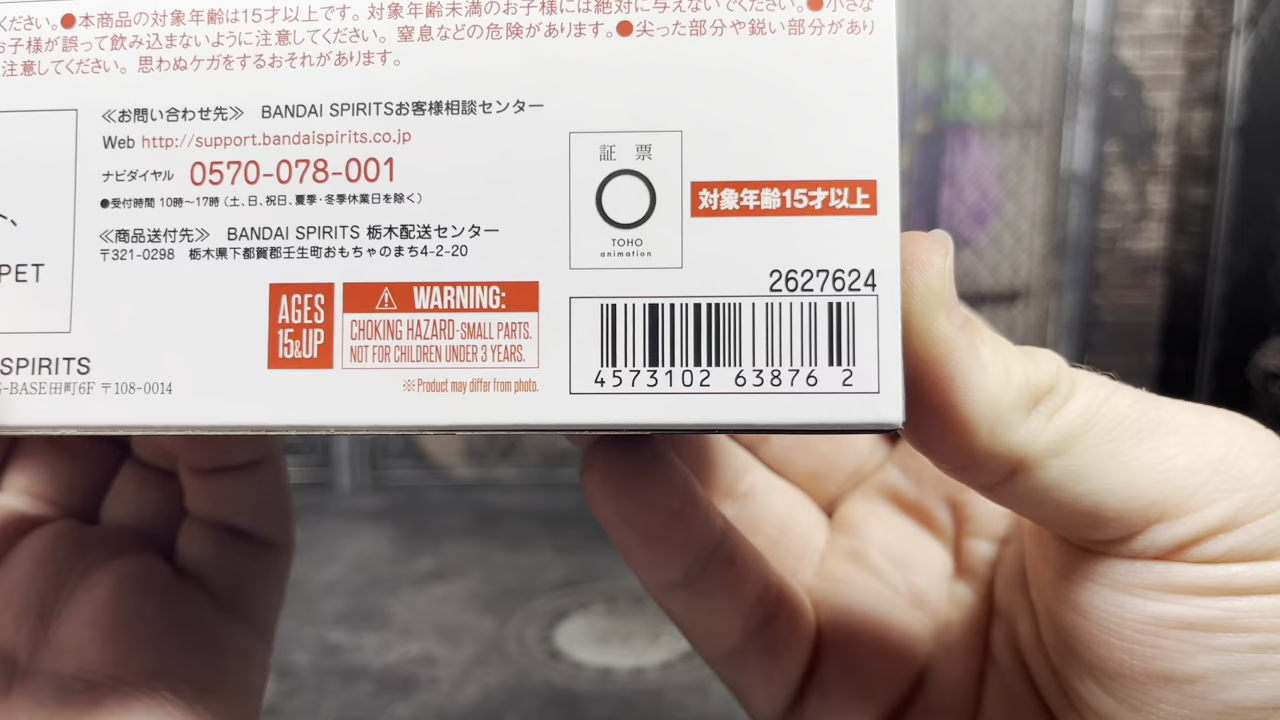 ください。●本商品の対象年齢は15才以上です。対象年齢未満のお子様には絶対に与えないでください。●小さな
お子様が誤って飲み込まないように注意してください。窒息などの危険があります。●尖った部分や鋭い部分があり
注意してください。思わぬケガをするおそれがあります。
≪お問い合わせ先≫ BANDAI SPIRITSお客様相談センター
Web http://support.bandaispirits.co.jp
ナビダイヤル 0570-078-001
●受付時間 10時～17時（土、日、祝日、夏季・冬季休業日を除く）
≪商品送付先≫ BANDAI SPIRITS 栃木配送センター
〒321-0298 栃木県下都賀郡壬生町おもちゃのまち4-2-20
PET
証 票
TOHO
animation
対象年齢15才以上
2627624
AGES
15&UP
⚠ WARNING:
CHOKING HAZARD-SMALL PARTS.
NOT FOR CHILDREN UNDER 3 YEARS.
※Product may differ from photo.
4573102 63876 2
SPIRITS
G-BASE田町6F 〒108-0014